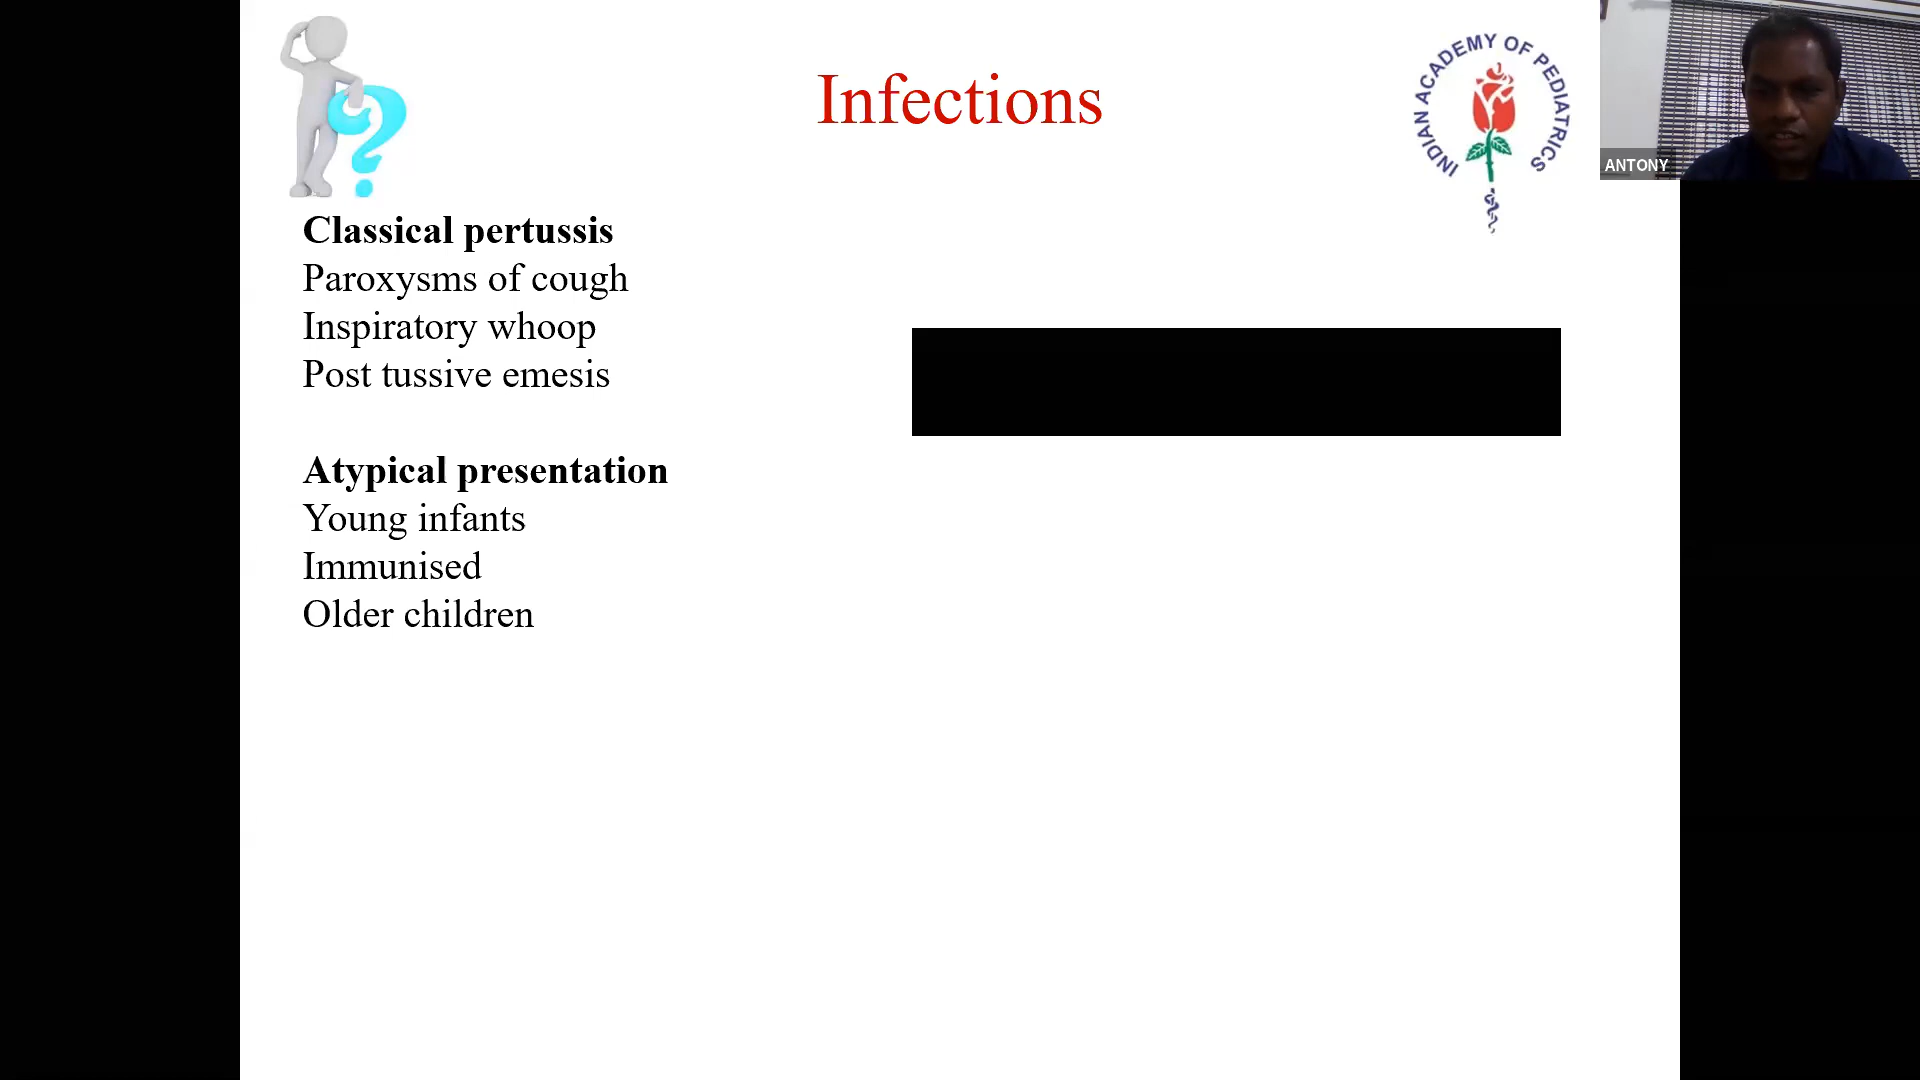 Infections
INDIAN ACADEMY OF PEDIATRICS
ANTONY
Classical pertussis
Paroxysms of cough
Inspiratory whoop
Post tussive emesis
Atypical presentation
Young infants
Immunised
Older children